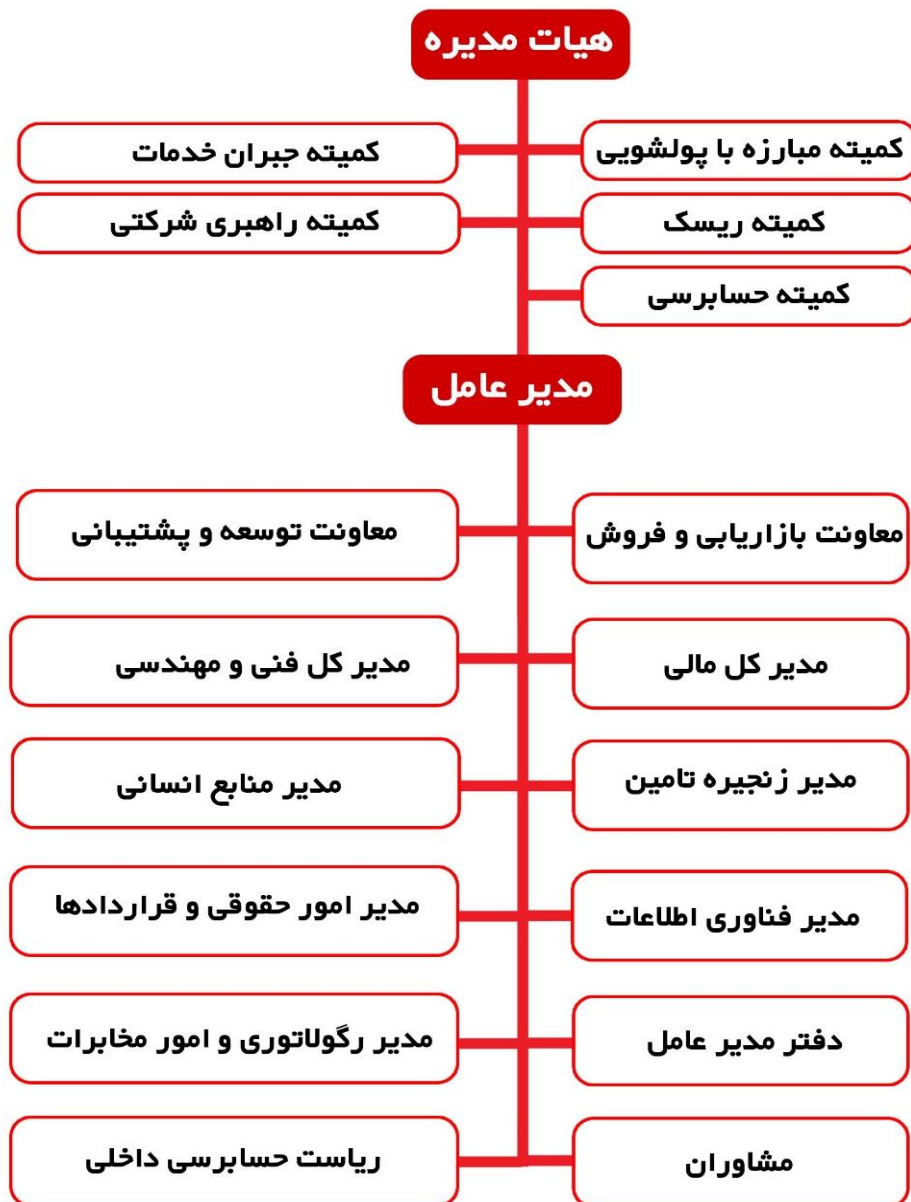 هیات مدیره
کمیته مبارزه با پولشویی
کمیته جبران خدمات
کمیته ریسک
کمیته راهبری شرکتی
کمیته حسابرسی
مدیر عامل
معاونت بازاریابی و فروش
معاونت توسعه و پشتیبانی
مدیر کل مالی
مدیر کل فنی و مهندسی
مدیر زنجیره تامین
مدیر منابع انسانی
مدیر فناوری اطلاعات
مدیر امور حقوقی و قراردادها
دفتر مدیر عامل
مدیر رگولاتوری و امور مخابرات
مشاوران
ریاست حسابرسی داخلی